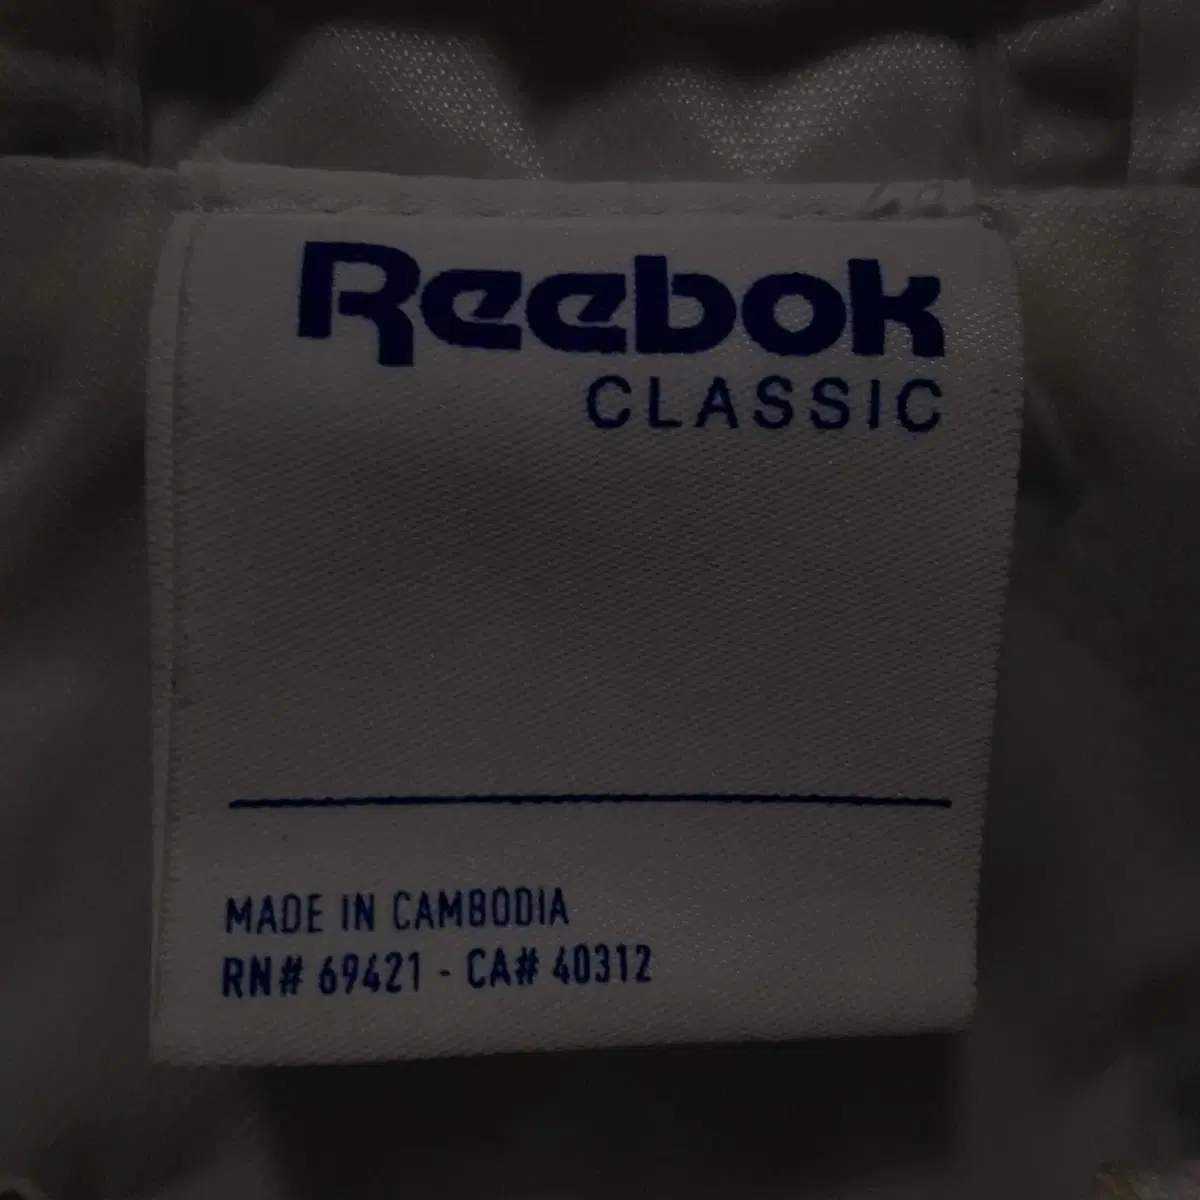 Reebok
CLASSIC
MADE IN CAMBODIA
RN# 69421 - CA# 40312